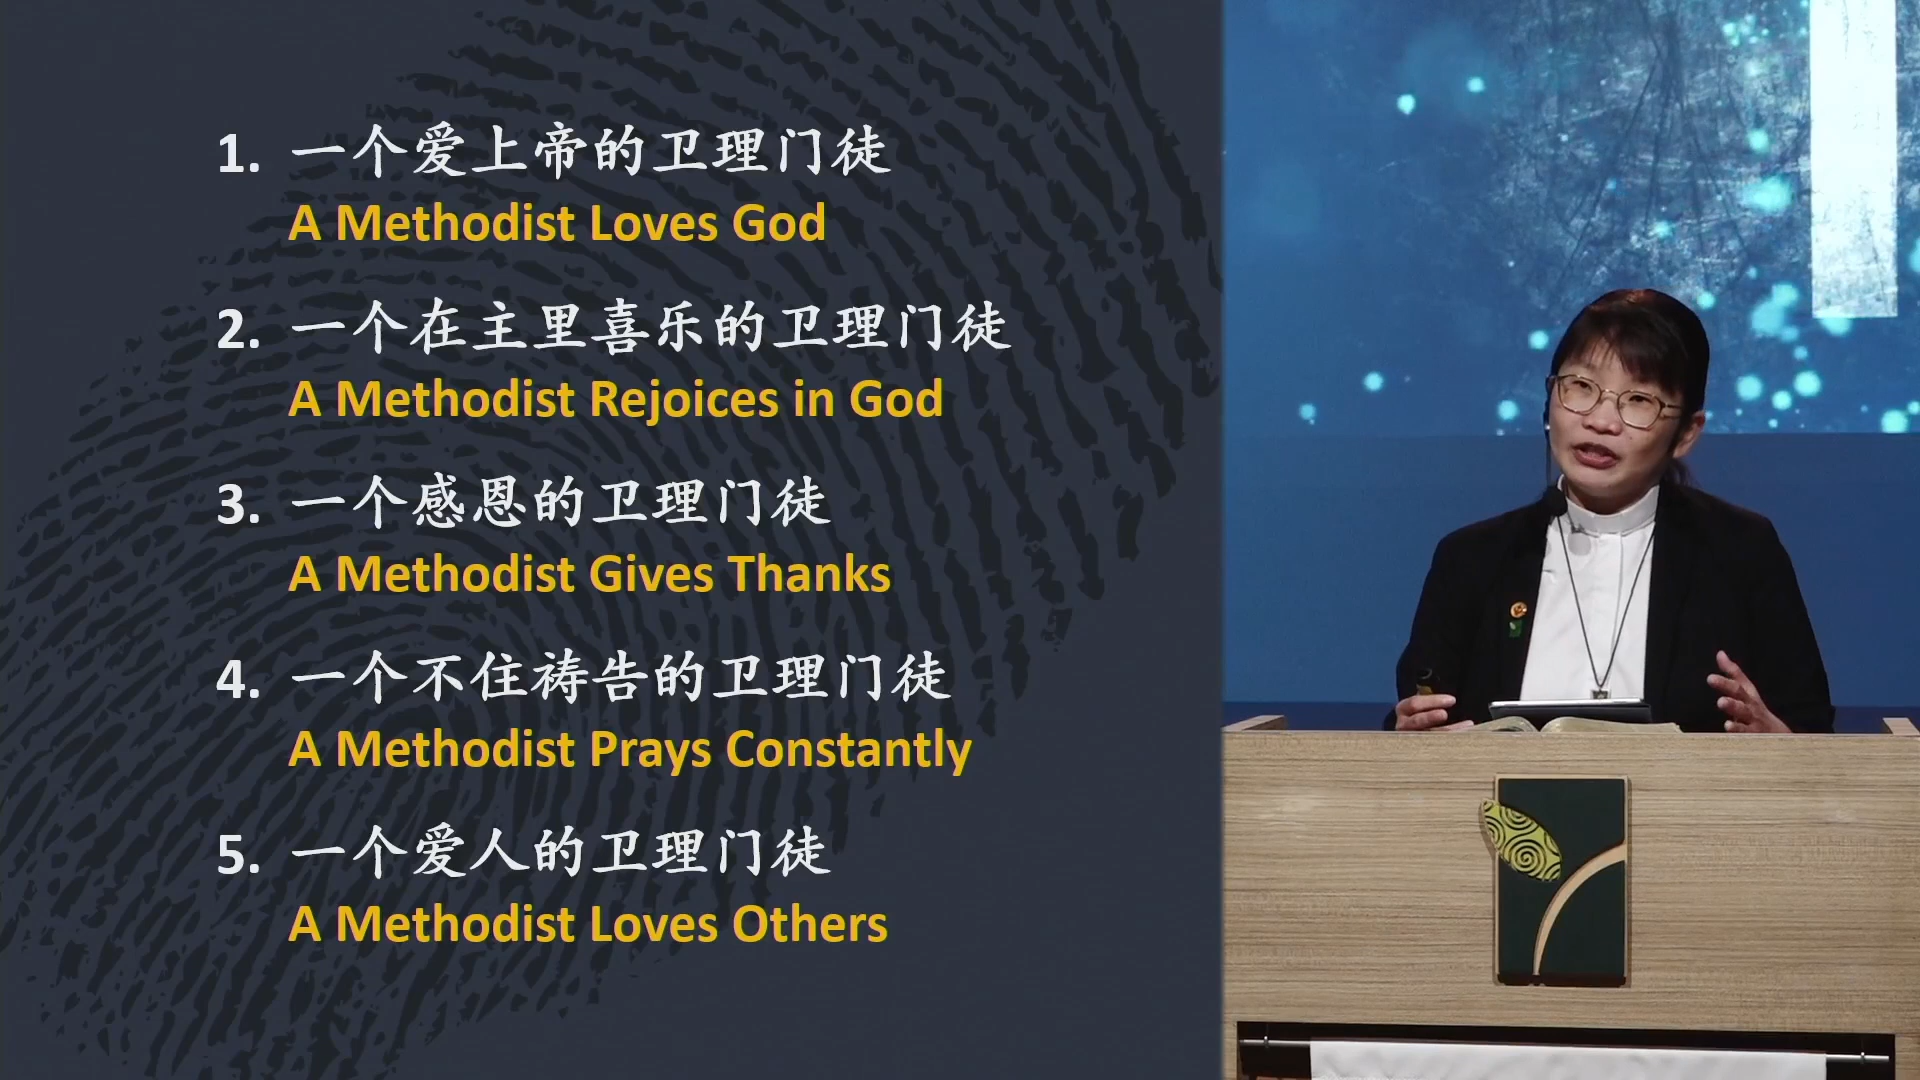 1. 一个爱上帝的卫理门徒
A Methodist Loves God
2. 一个在主里喜乐的卫理门徒
A Methodist Rejoices in God
3. 一个感恩的卫理门徒
A Methodist Gives Thanks
4. 一个不住祷告的卫理门徒
A Methodist Prays Constantly
5. 一个爱人的卫理门徒
A Methodist Loves Others